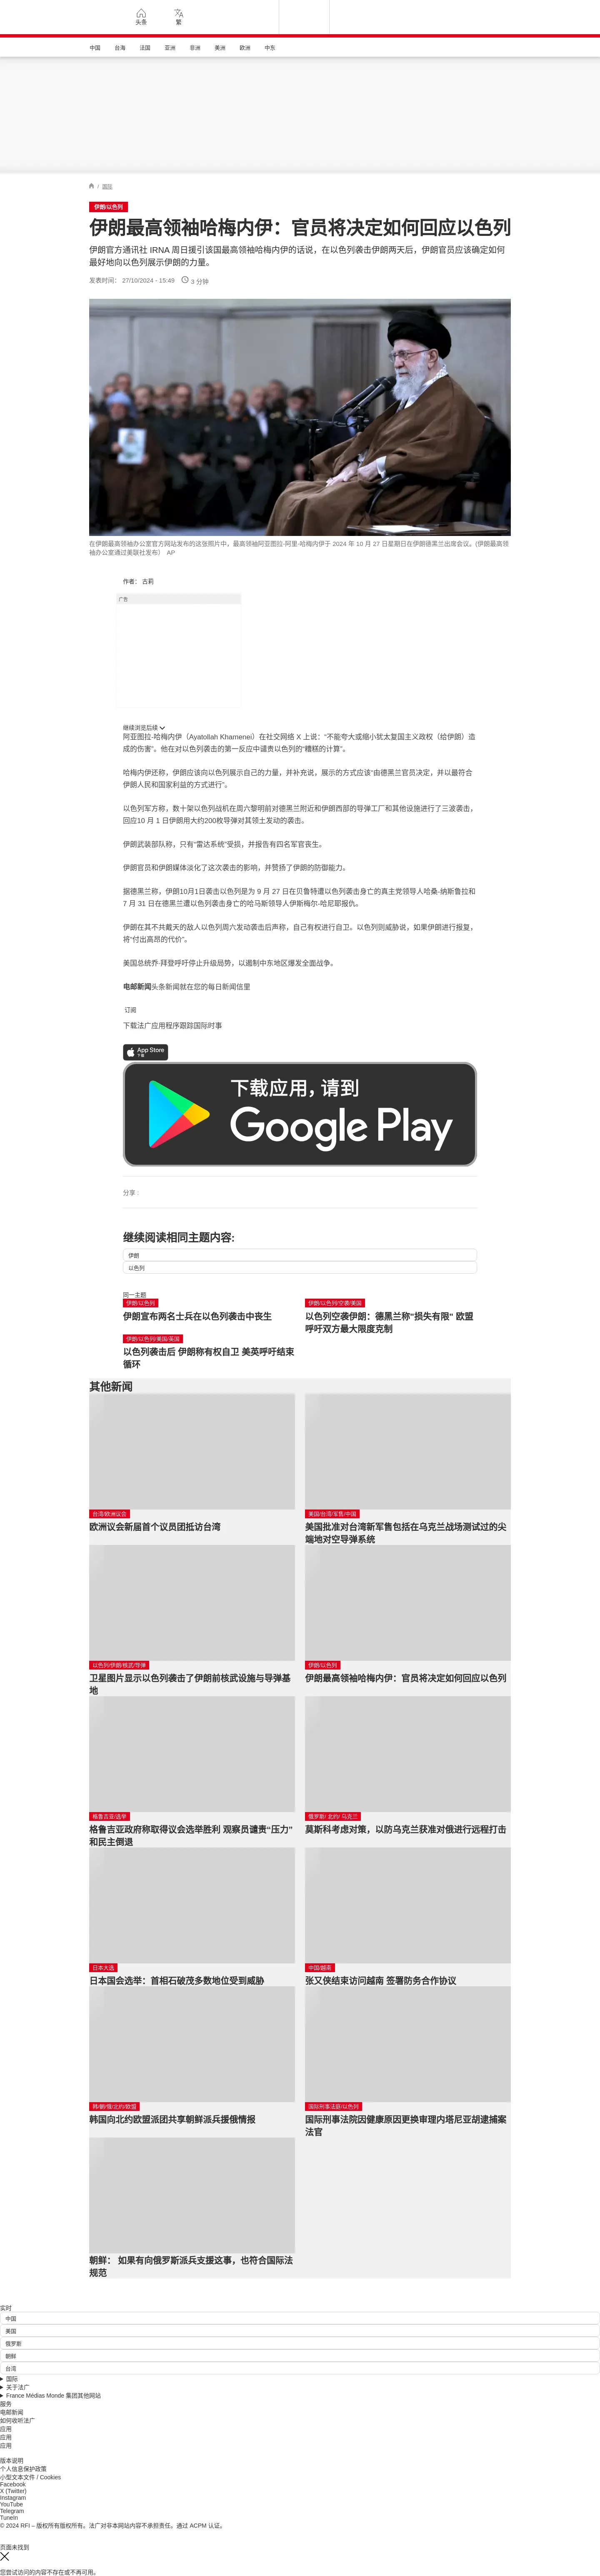 头条
繁
中国
台海
法国
亚洲
非洲
美洲
欧洲
中东
/ 国际
伊朗/以色列
伊朗最高领袖哈梅内伊：官员将决定如何回应以色列
伊朗官方通讯社 IRNA 周日援引该国最高领袖哈梅内伊的话说，在以色列袭击伊朗两天后，伊朗官员应该确定如何
最好地向以色列展示伊朗的力量。
发表时间： 27/10/2024 - 15:49
3 分钟
在伊朗最高领袖办公室官方网站发布的这张照片中，最高领袖阿亚图拉·阿里·哈梅内伊于 2024 年 10 月 27 日星期日在伊朗德黑兰出席会议。(伊朗最高领
袖办公室通过美联社发布） AP
作者： 古莉
广告
继续浏览后续
阿亚图拉-哈梅内伊（Ayatollah Khamenei）在社交网络 X 上说：“不能夸大或缩小犹太复国主义政权（给伊朗）造
成的伤害”。他在对以色列袭击的第一反应中谴责以色列的“糟糕的计算”。
哈梅内伊还称，伊朗应该向以色列展示自己的力量，并补充说，展示的方式应该“由德黑兰官员决定，并以最符合
伊朗人民和国家利益的方式进行”。
以色列军方称，数十架以色列战机在周六黎明前对德黑兰附近和伊朗西部的导弹工厂和其他设施进行了三波袭击，
回应10 月 1 日伊朗用大约200枚导弹对其领土发动的袭击。
伊朗武装部队称，只有“雷达系统”受损，并报告有四名军官丧生。
伊朗官员和伊朗媒体淡化了这次袭击的影响，并赞扬了伊朗的防御能力。
据德黑兰称，伊朗10月1日袭击以色列是为 9 月 27 日在贝鲁特遭以色列袭击身亡的真主党领导人哈桑-纳斯鲁拉和
7 月 31 日在德黑兰遭以色列袭击身亡的哈马斯领导人伊斯梅尔-哈尼耶报仇。
伊朗在其不共戴天的敌人以色列周六发动袭击后声称，自己有权进行自卫。以色列则威胁说，如果伊朗进行报复，
将“付出高昂的代价”。
美国总统乔·拜登呼吁停止升级局势，以遏制中东地区爆发全面战争。
电邮新闻头条新闻就在您的每日新闻信里
订阅
下载法广应用程序跟踪国际时事
App Store
下载
下载应用，请到
Google Play
分享 :
继续阅读相同主题内容:
伊朗
以色列
同一主题
伊朗/以色列
伊朗宣布两名士兵在以色列袭击中丧生
伊朗/以色列/空袭/美国
以色列空袭伊朗：德黑兰称"损失有限" 欧盟
呼吁双方最大限度克制
伊朗/以色列/美国/英国
以色列袭击后 伊朗称有权自卫 美英呼吁结束
循环
其他新闻
台湾/欧洲议会
欧洲议会新届首个议员团抵访台湾
美国/台湾/军售/中国
美国批准对台湾新军售包括在乌克兰战场测试过的尖
端地对空导弹系统
以色列/伊朗/核武/导弹
卫星图片显示以色列袭击了伊朗前核武设施与导弹基
地
伊朗/以色列
伊朗最高领袖哈梅内伊：官员将决定如何回应以色列
格鲁吉亚/选举
格鲁吉亚政府称取得议会选举胜利 观察员谴责“压力”
和民主倒退
俄罗斯/ 北约/ 乌克兰
莫斯科考虑对策，以防乌克兰获准对俄进行远程打击
日本大选
日本国会选举：首相石破茂多数地位受到威胁
中国/越南
张又侠结束访问越南 签署防务合作协议
韩/朝/俄/北约/欧盟
韩国向北约欧盟派团共享朝鲜派兵援俄情报
国际刑事法庭/以色列
国际刑事法院因健康原因更换审理内塔尼亚胡逮捕案
法官
朝鲜： 如果有向俄罗斯派兵支援这事，也符合国际法
规范
实时
中国
美国
俄罗斯
朝鲜
台湾
国际
关于法广
France Médias Monde 集团其他网站
服务
电邮新闻
如何收听法广
应用
应用
应用
版本说明
个人信息保护政策
小型文本文件 / Cookies
Facebook
X (Twitter)
Instagram
YouTube
Telegram
Tunein
© 2024 RFI – 版权所有版权所有。法广对非本网站内容不承担责任。通过 ACPM 认证。
页面未找到
您尝试访问的内容不存在或不再可用。